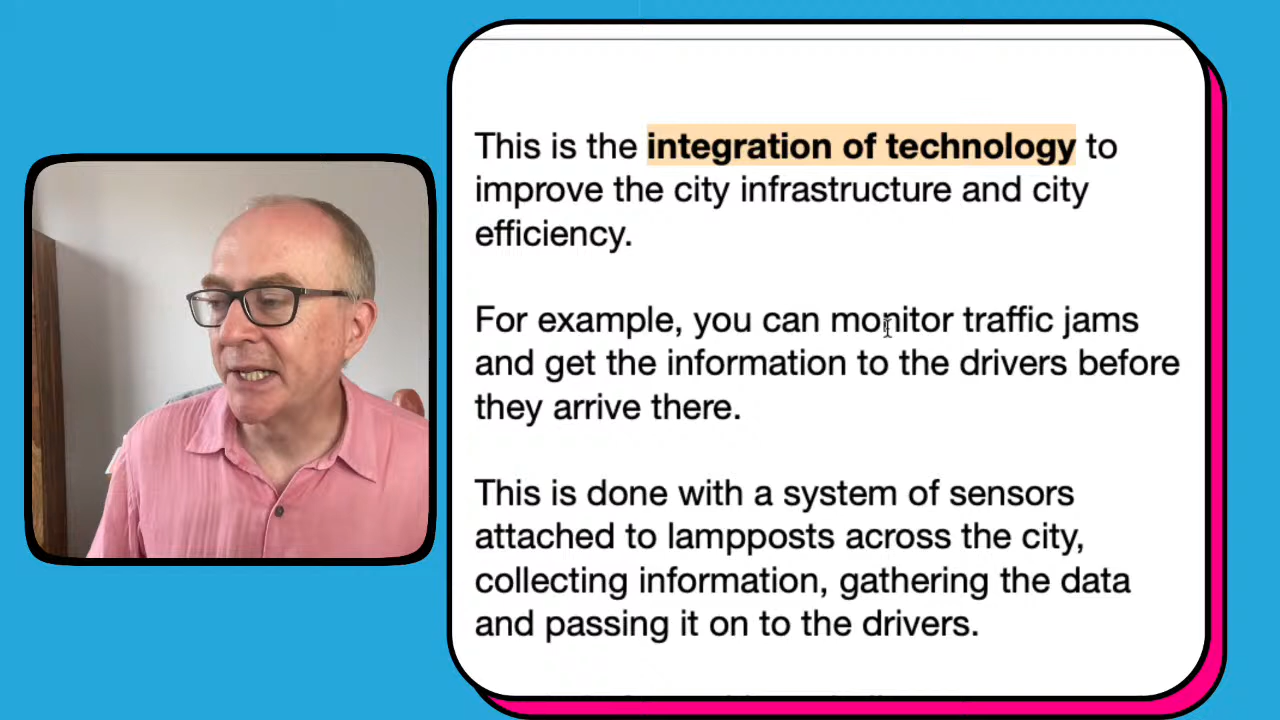 This is the integration of technology to
improve the city infrastructure and city
efficiency.
For example, you can monitor traffic jams
and get the information to the drivers before
they arrive there.
This is done with a system of sensors
attached to lampposts across the city,
collecting information, gathering the data
and passing it on to the drivers.